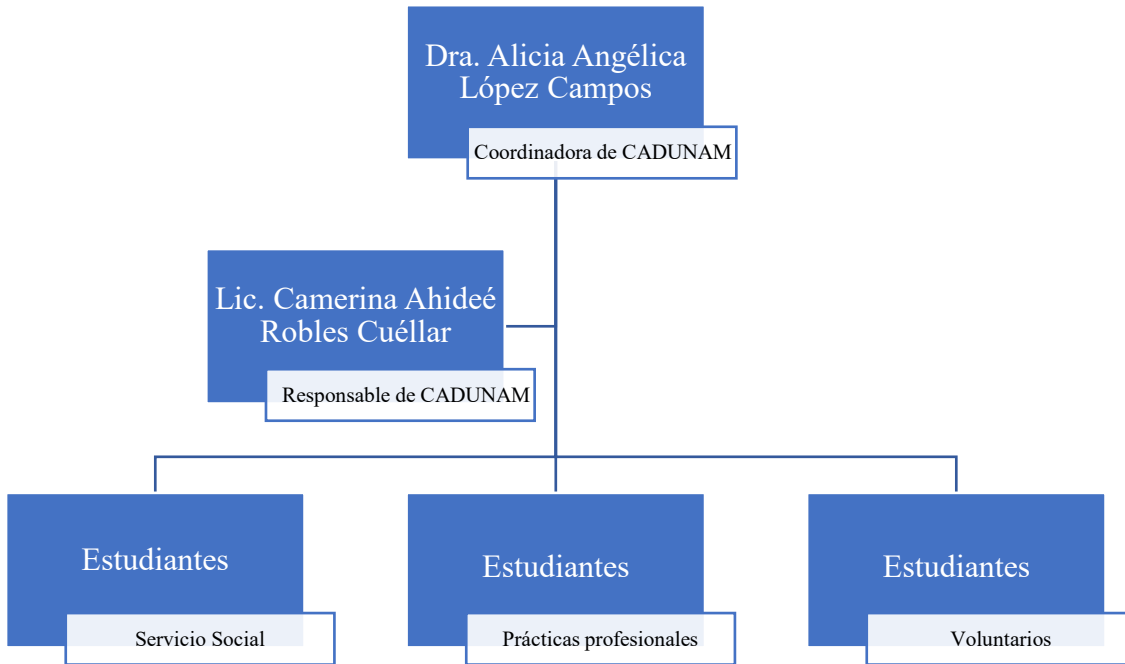 Dra. Alicia Angélica
López Campos
Coordinadora de CADUNAM
Lic. Camerina Ahideé
Robles Cuéllar
Responsable de CADUNAM
Estudiantes
Servicio Social
Estudiantes
Prácticas profesionales
Estudiantes
Voluntarios